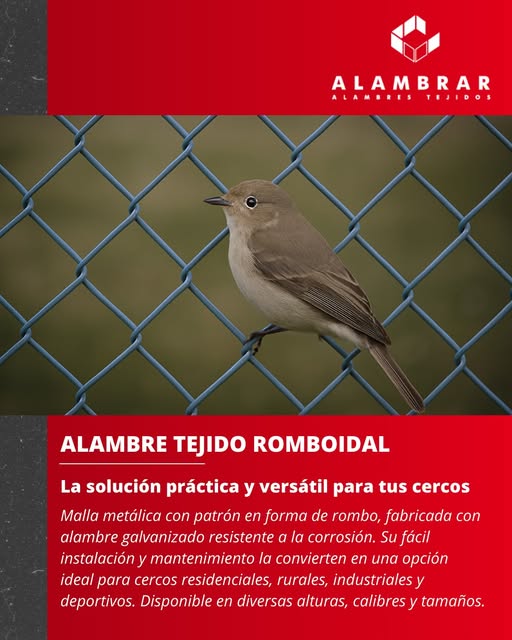 ALAMBRAR
ALAMBRES TEJIDOS
ALAMBRE TEJIDO ROMBOIDAL
La solución práctica y versátil para tus cercos
Malla metálica con patrón en forma de rombo, fabricada con
alambre galvanizado resistente a la corrosión. Su fácil
instalación y mantenimiento la convierten en una opción
ideal para cercos residenciales, rurales, industriales y
deportivos. Disponible en diversas alturas, calibres y tamaños.